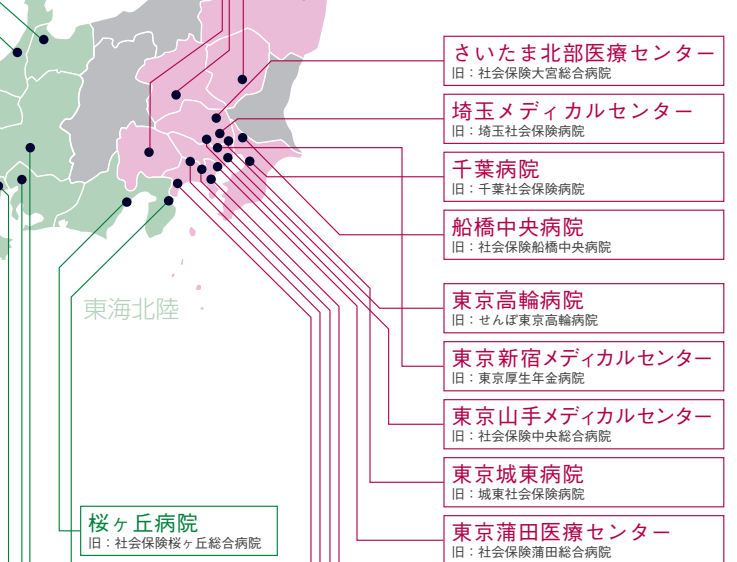 さいたま北部医療センター
旧：社会保険大宮総合病院
埼玉メディカルセンター
旧：埼玉社会保険病院
千葉病院
旧：千葉社会保険病院
船橋中央病院
旧：社会保険船橋中央病院
東京高輪病院
旧：せんぽ東京高輪病院
東京新宿メディカルセンター
旧：東京厚生年金病院
東京山手メディカルセンター
旧：社会保険中央総合病院
東京城東病院
旧：城東社会保険病院
東京蒲田医療センター
旧：社会保険蒲田総合病院
東海北陸
桜ヶ丘病院
旧：社会保険桜ヶ丘総合病院